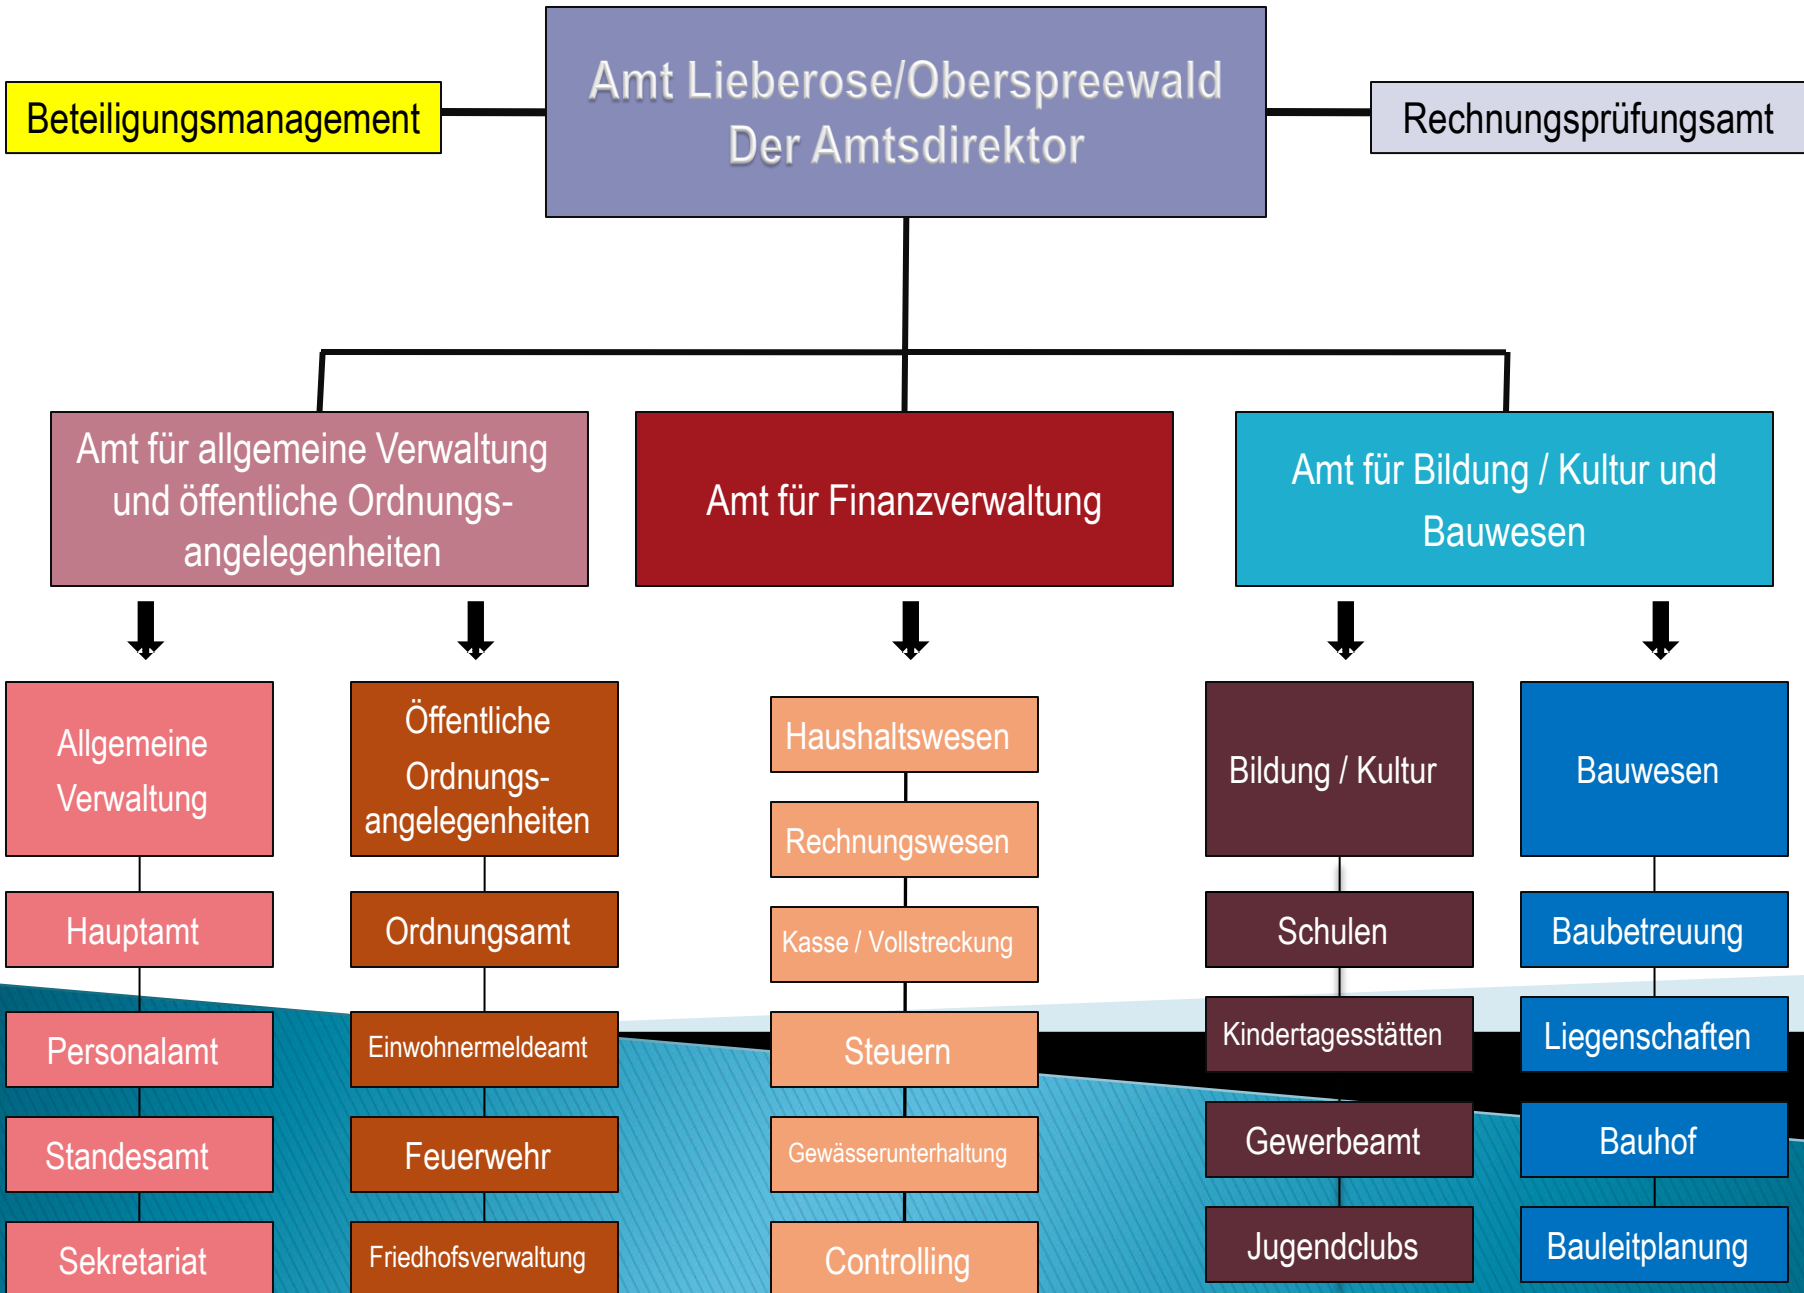 Amt Lieberose/Oberspreewald
Der Amtsdirektor
Beteiligungsmanagement
Rechnungsprüfungsamt
Amt für allgemeine Verwaltung
und öffentliche Ordnungs-
angelegenheiten
Amt für Finanzverwaltung
Amt für Bildung / Kultur und
Bauwesen
Allgemeine
Verwaltung
Hauptamt
Personalamt
Standesamt
Sekretariat
Öffentliche
Ordnungs-
angelegenheiten
Ordnungsamt
Einwohnermeldeamt
Feuerwehr
Friedhofsverwaltung
Haushaltswesen
Rechnungswesen
Kasse / Vollstreckung
Steuern
Gewässerunterhaltung
Controlling
Bildung / Kultur
Schulen
Kindertagesstätten
Gewerbeamt
Jugendclubs
Bauwesen
Baubetreuung
Liegenschaften
Bauhof
Bauleitplanung